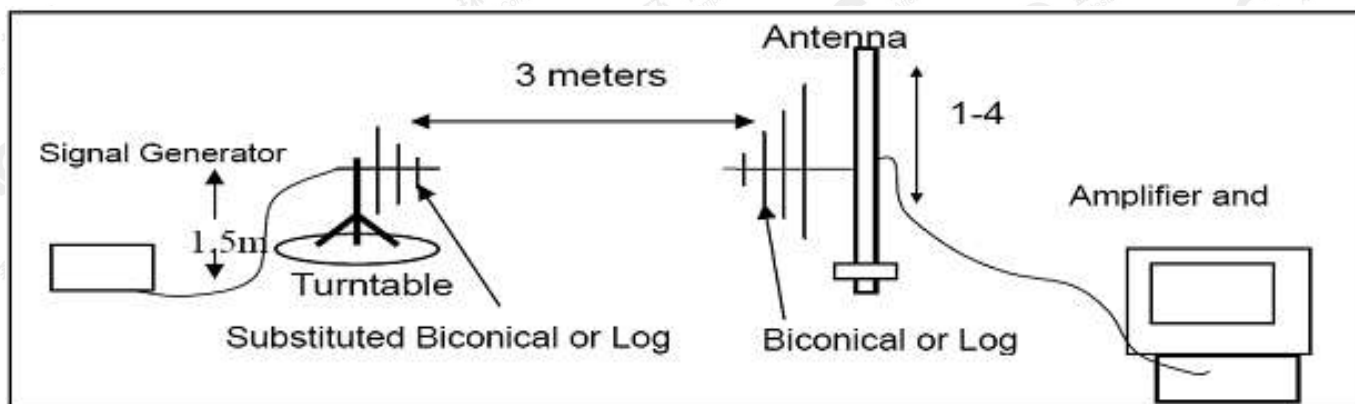 Antenna
3 meters
1-4
Signal Generator
Amplifier and
1.5m
Turntable
Substituted Biconical or Log
Biconical or Log